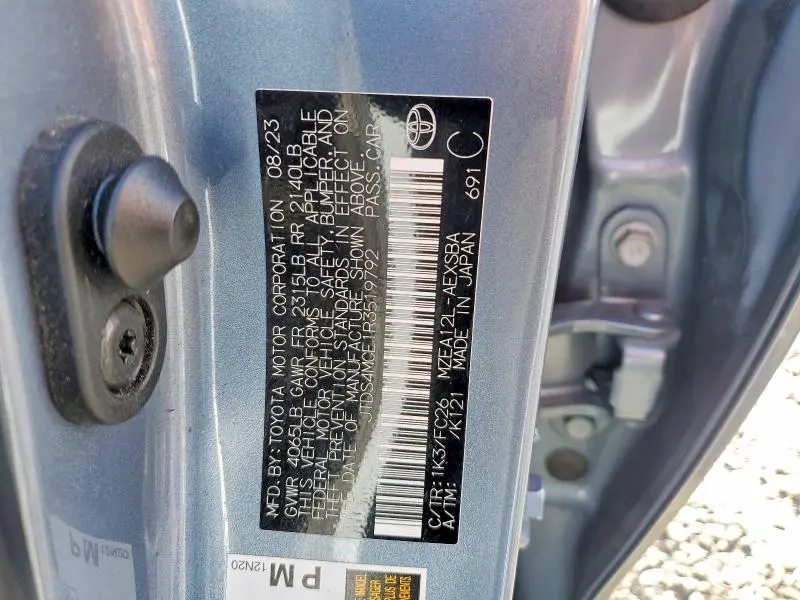 MFD.BY:TOYOTA MOTOR CORPORATION 08/23
GVWR 4065LB GAWR FR 2315LB RR 2140LB
THIS VEHICLE CONFORMS TO ALL APPLICABLE
FEDERAL MOTOR VEHICLE SAFETY, BUMPER, AND
THEFT PREVENTION STANDARDS IN EFFECT ON
THE DATE OF MANUFACTURE SHOWN ABOVE.
JTDS4MCE1R3519792 PASS. CAR
C/TR:1K3/FC26 MZEA12L-AEXSBA
A/TM: /K121 MADE IN JAPAN 691 C
M9
PM
12N20